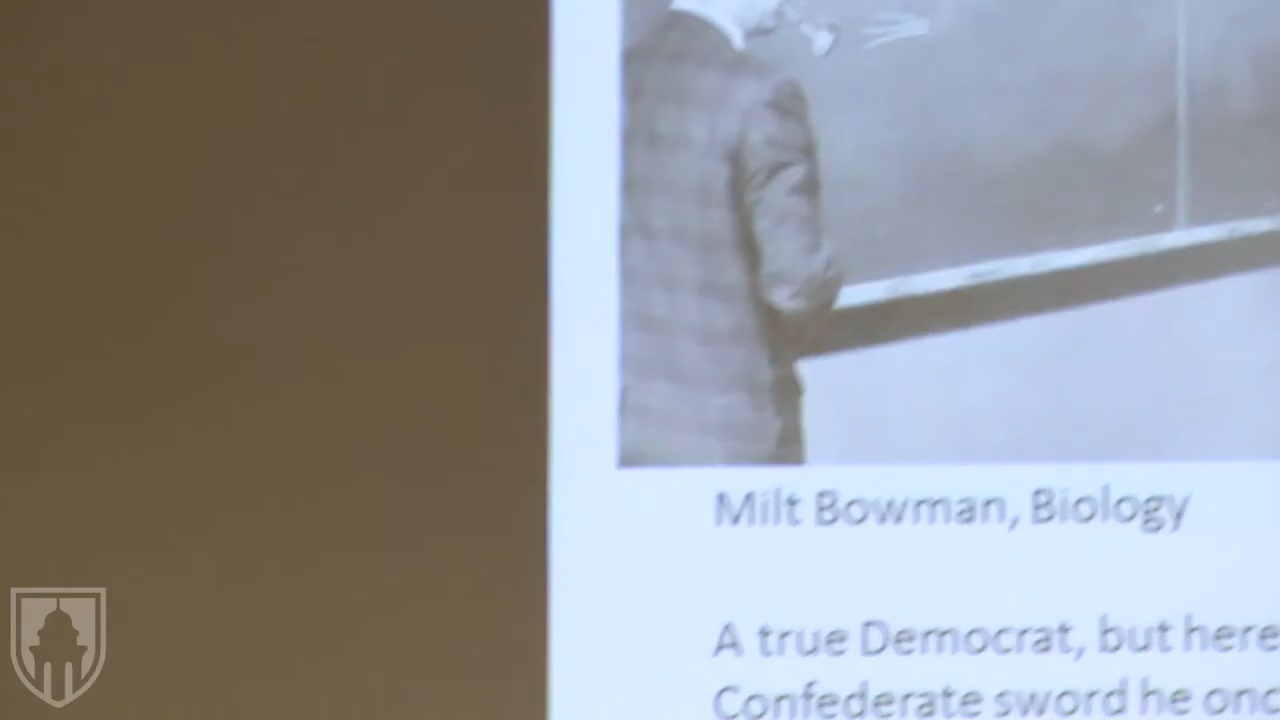 Milt Bowman, Biology
A true Democrat, but here
Confederate sword he onc